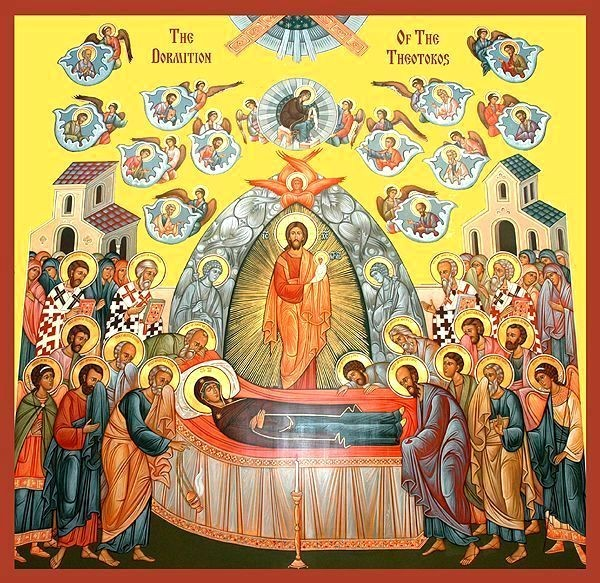 The
Dormition
Of The
Theotokos